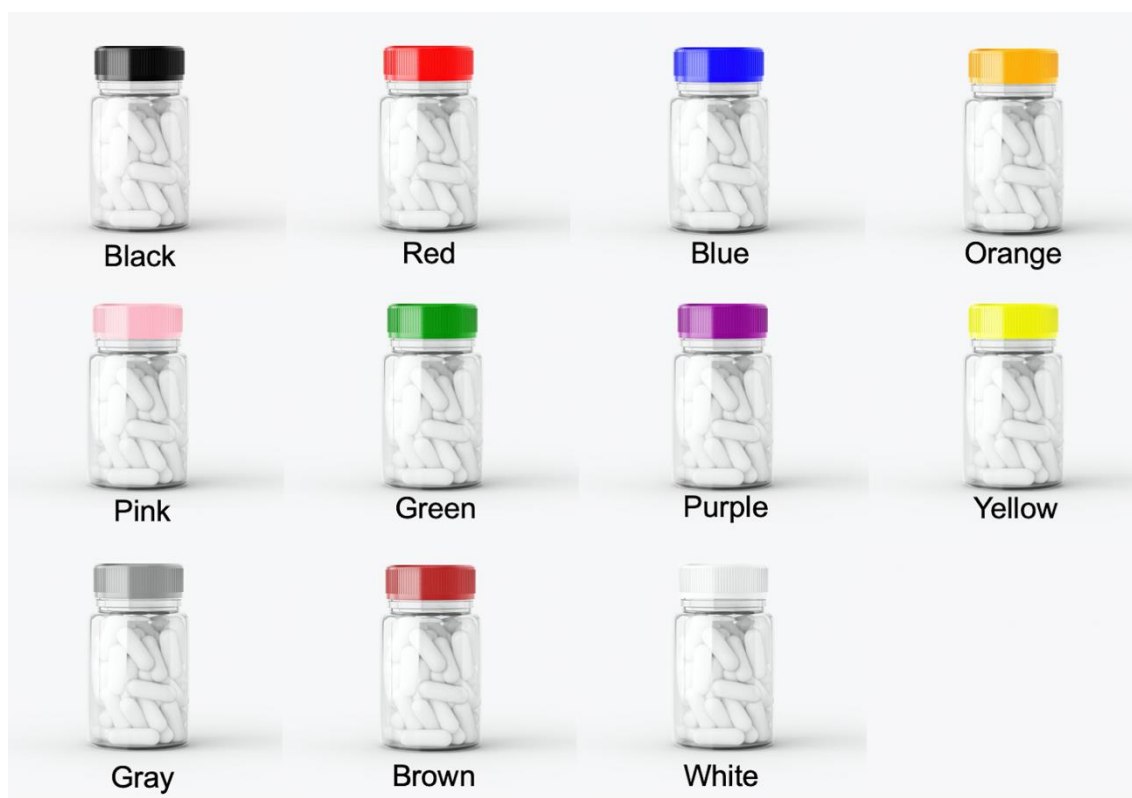 Black
Red
Blue
Orange
Pink
Green
Purple
Yellow
Gray
Brown
White